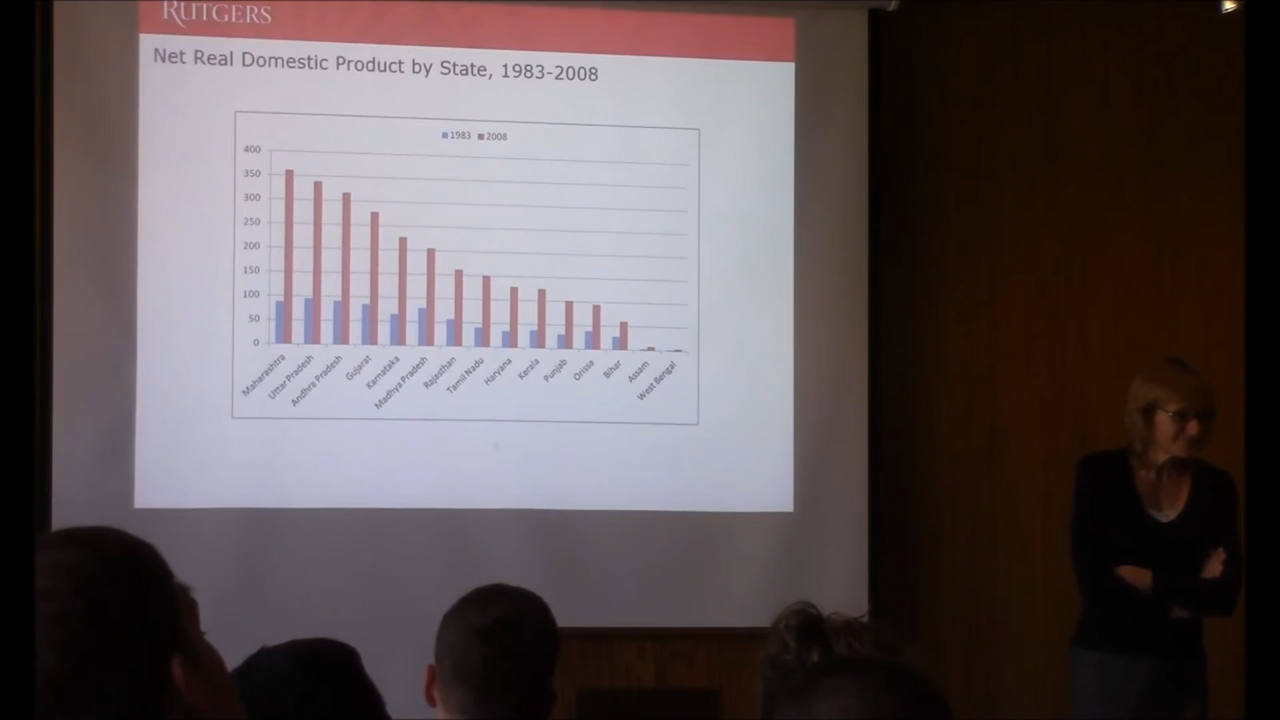 RUTGERS
Net Real Domestic Product by State, 1983-2008
1983 2008
400
350
300
250
200
150
100
50
0
Maharashtra
Uttar Pradesh
Andhra Pradesh
Gujarat
Karnataka
Madhya Pradesh
Rajasthan
Tamil Nadu
Haryana
Kerala
Punjab
Orissa
Bihar
Assam
West Bengal